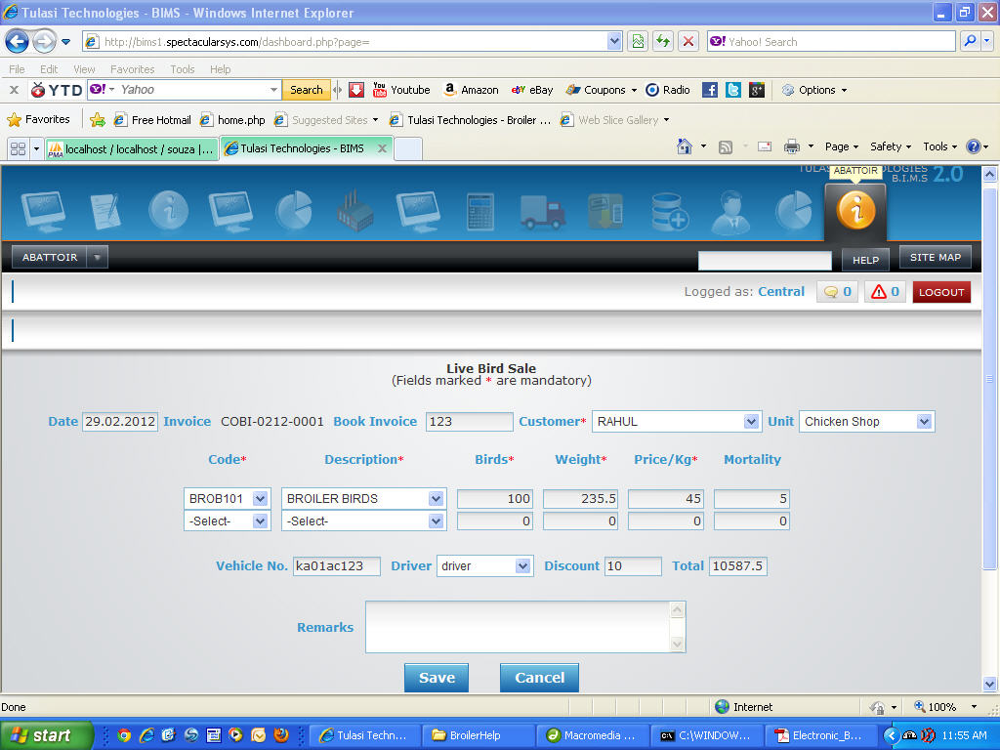 Tulasi Technologies - BIMS - Windows Internet Explorer
http://bims1.spectacularsys.com/dashboard.php?page=
Y! Yahoo! Search
File Edit View Favorites Tools Help
x YTD Y! Yahoo Search You Tube Youtube a Amazon ebY eBay Coupons Radio f t g+ Options
Favorites Free Hotmail home.php Suggested Sites Tulasi Technologies - Broiler ... Web Slice Gallery
PMA localhost / localhost / souza |... Tulasi Technologies - BIMS X Page Safety Tools
ABATTOIR
B.I.M.S 2.0
ABATTOIR HELP SITE MAP
Logged as: Central 0 0 LOGOUT
Live Bird Sale
(Fields marked * are mandatory)
Date 29.02.2012 Invoice COBI-0212-0001 Book Invoice 123 Customer* RAHUL Unit Chicken Shop
Code* Description* Birds* Weight* Price/Kg* Mortality
BROB101 BROILER BIRDS 100 235.5 45 5
-Select- -Select- 0 0 0 0
Vehicle No. ka01ac123 Driver driver Discount 10 Total 10587.5
Remarks
Save Cancel
Done Internet 100%
start Tulasi Techn... BroilerHelp Macromedia ... C:\WINDOW... Electronic_B... 11:55 AM